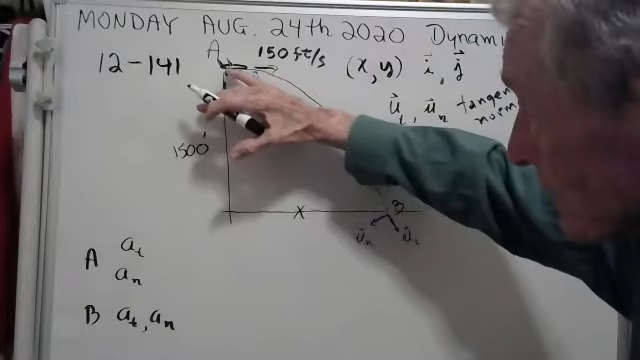 MONDAY AUG. 24th 2020 Dynami
12-141
A
150 ft/s
(x, y) i, j
u_t, u_n tangen
norm
1500'
x
B
u_n u_t
A a_t
a_n
B a_t, a_n